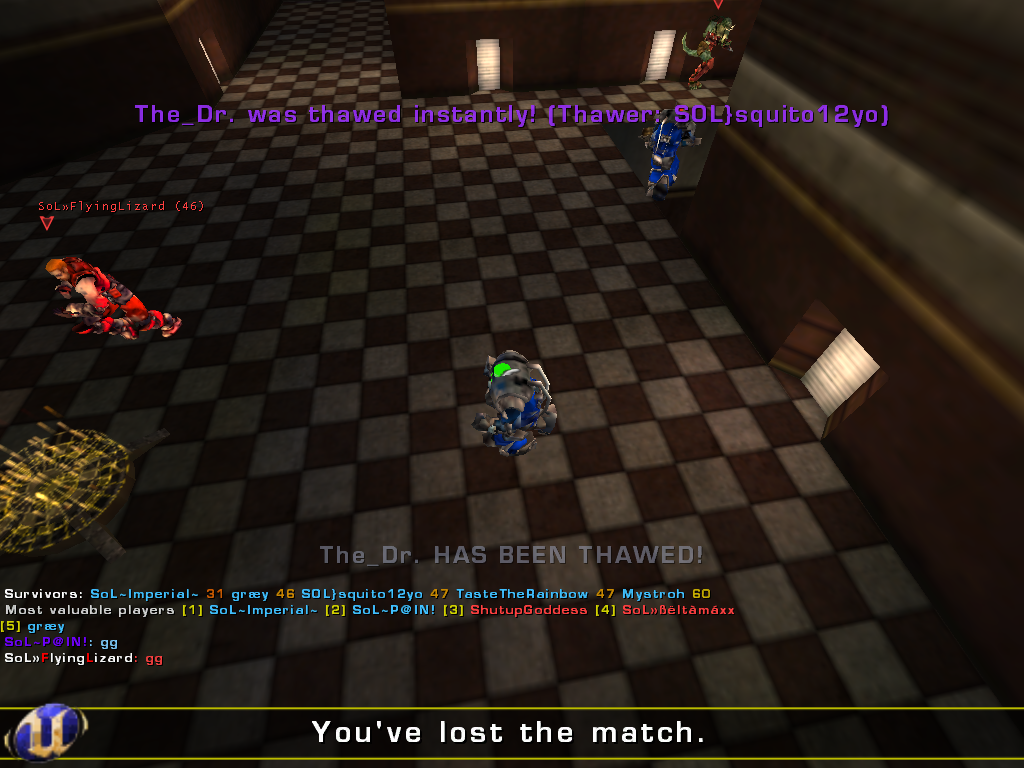 The_Dr. was thawed instantly! (Thawer: SOL}squito12yo)
SoL»FlyingLizard (46)
The_Dr. HAS BEEN THAWED!
Survivors: SoL~Imperial~ 31 græy 46 SOL}squito12yo 47 TasteTheRainbow 47 Mystroh 60
Most valuable players [1] SoL~Imperial~ [2] SoL~P@IN! [3] ShutupGoddess [4] SoL»ßêltàmáxx
[5] græy
SoL~P@IN!: gg
SoL»FlyingLizard: gg
You've lost the match.